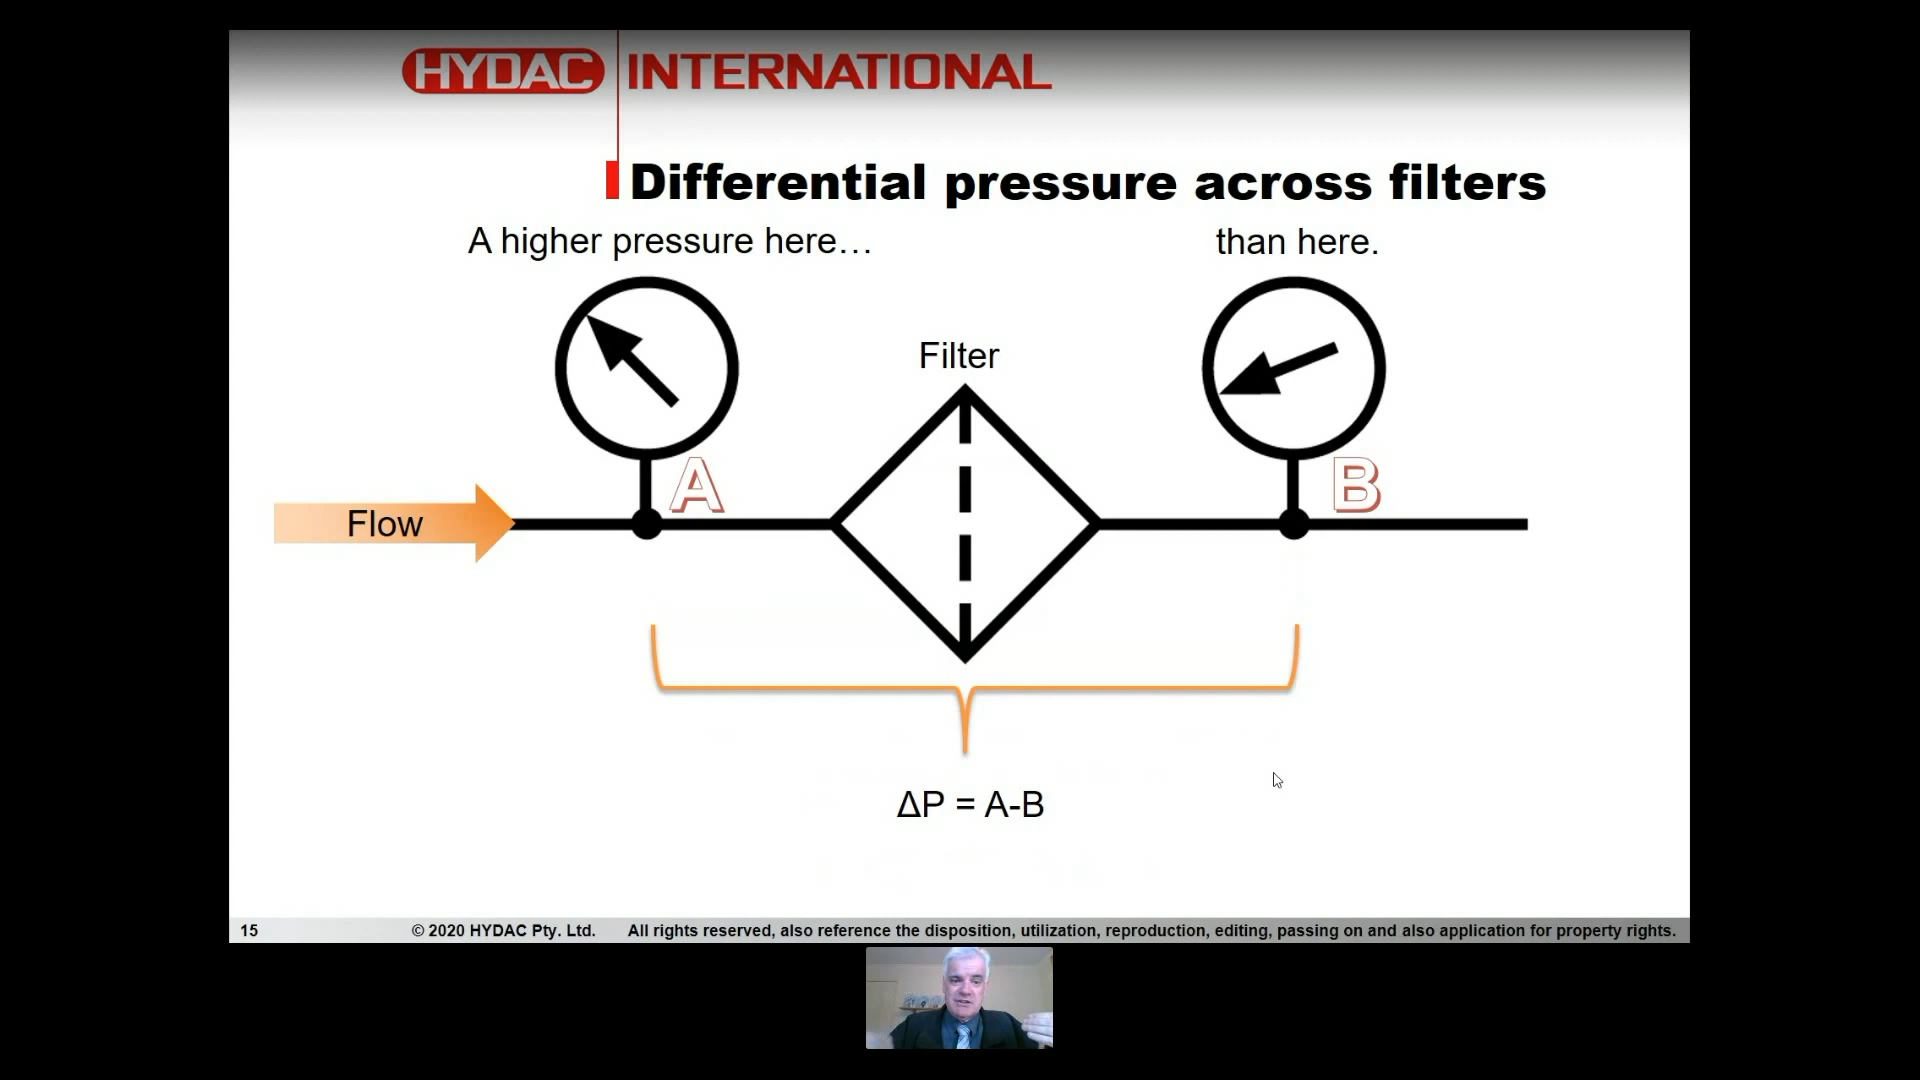 HYDAC INTERNATIONAL
Differential pressure across filters
A higher pressure here…
than here.
Filter
A
B
Flow
ΔP = A-B
15
© 2020 HYDAC Pty. Ltd.
All rights reserved, also reference the disposition, utilization, reproduction, editing, passing on and also application for property rights.